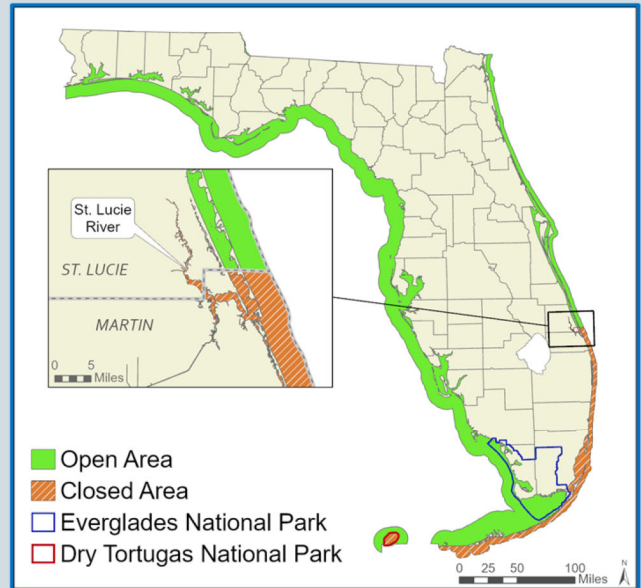 St. Lucie
River
ST. LUCIE
MARTIN
0 5
Miles
Open Area
Closed Area
Everglades National Park
Dry Tortugas National Park
0 25 50 100
Miles
N